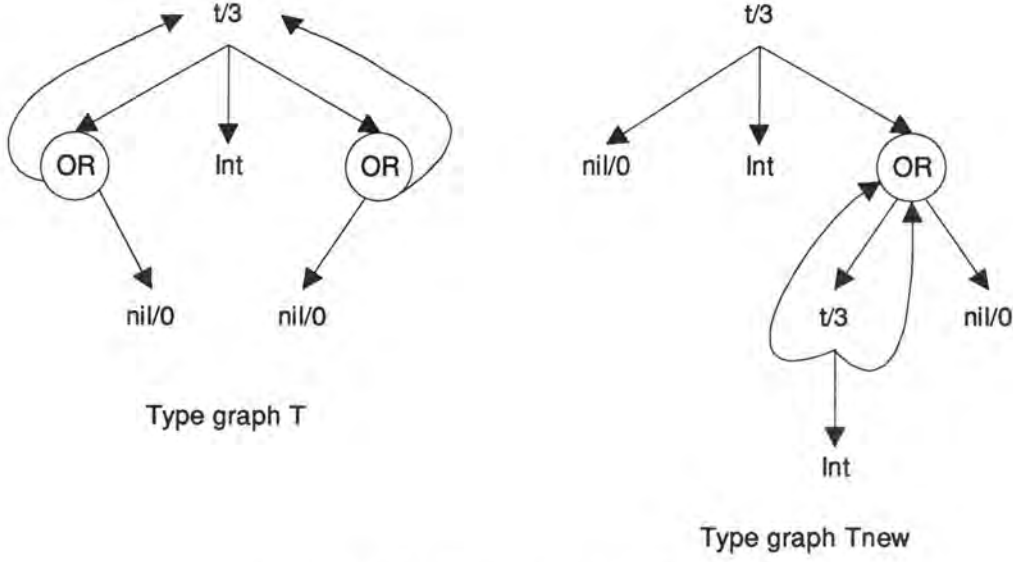 t/3 t/3
OR Int OR nil/0 Int OR
nil/0 nil/0 t/3 nil/0
Type graph T
Int
Type graph Tnew